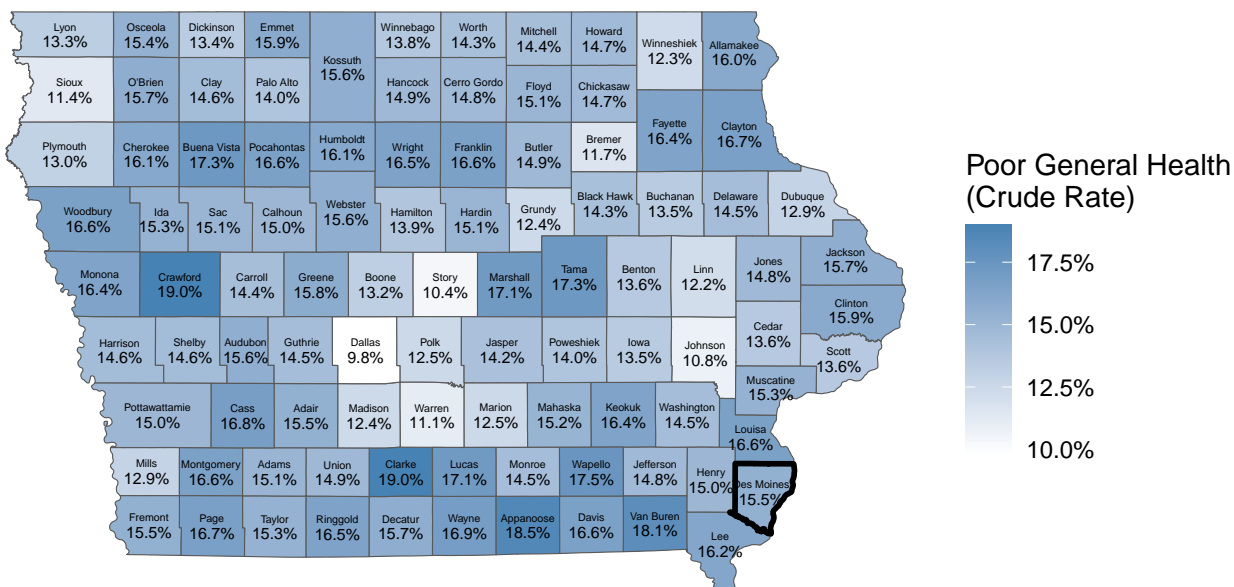 Lyon Osceola Dickinson Emmet Winnebago Worth Mitchell Howard Winneshiek Allamakee
13.3% 15.4% 13.4% 15.9% 13.8% 14.3% 14.4% 14.7% 12.3% 16.0%
Kossuth
15.6%
Sioux O'Brien Clay Palo Alto Hancock Cerro Gordo Floyd Chickasaw
11.4% 15.7% 14.6% 14.0% 14.9% 14.8% 15.1% 14.7%
Plymouth Cherokee Buena Vista Pocahontas Humboldt Wright Franklin Butler Bremer Fayette Clayton
13.0% 16.1% 17.3% 16.6% 16.1% 16.5% 16.6% 14.9% 11.7% 16.4% 16.7%
Woodbury Ida Sac Calhoun Webster Hamilton Hardin Grundy Black Hawk Buchanan Delaware Dubuque
16.6% 15.3% 15.1% 15.0% 15.6% 13.9% 15.1% 12.4% 14.3% 13.5% 14.5% 12.9%
Monona Crawford Carroll Greene Boone Story Marshall Tama Benton Linn Jones Jackson
16.4% 19.0% 14.4% 15.8% 13.2% 10.4% 17.1% 17.3% 13.6% 12.2% 14.8% 15.7%
Clinton
15.9%
Harrison Shelby Audubon Guthrie Dallas Polk Jasper Poweshiek Iowa Johnson Cedar Scott
14.6% 14.6% 15.6% 14.5% 9.8% 12.5% 14.2% 14.0% 13.5% 10.8% 13.6% 13.6%
Muscatine
15.3%
Pottawattamie Cass Adair Madison Warren Marion Mahaska Keokuk Washington Louisa
15.0% 16.8% 15.5% 12.4% 11.1% 12.5% 15.2% 16.4% 14.5% 16.6%
Mills Montgomery Adams Union Clarke Lucas Monroe Wapello Jefferson Henry Des Moines
12.9% 16.6% 15.1% 14.9% 19.0% 17.1% 14.5% 17.5% 14.8% 15.0% 15.5%
Fremont Page Taylor Ringgold Decatur Wayne Appanoose Davis Van Buren Lee
15.5% 16.7% 15.3% 16.5% 15.7% 16.9% 18.5% 16.6% 18.1% 16.2%
Poor General Health
(Crude Rate)
17.5%
15.0%
12.5%
10.0%